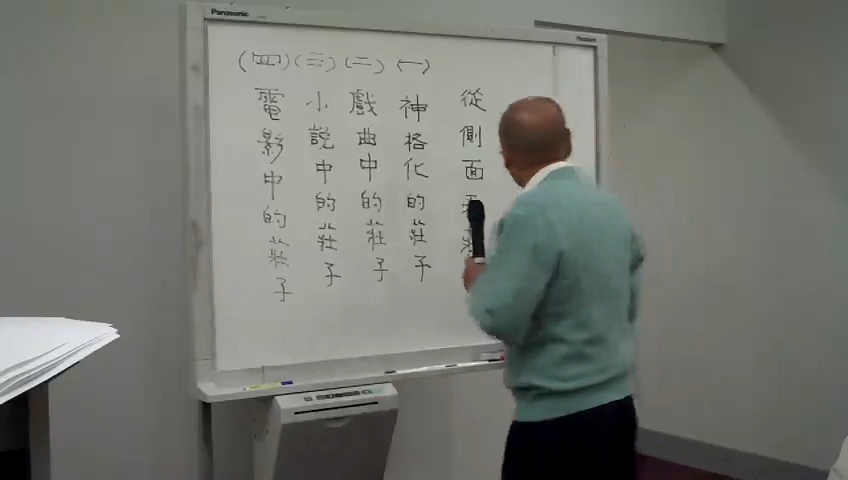 Panasonic
從側面
(一) 神格化的莊子
(二) 戲曲中的莊子
(三) 小說中的莊子
(四) 電影中的莊子